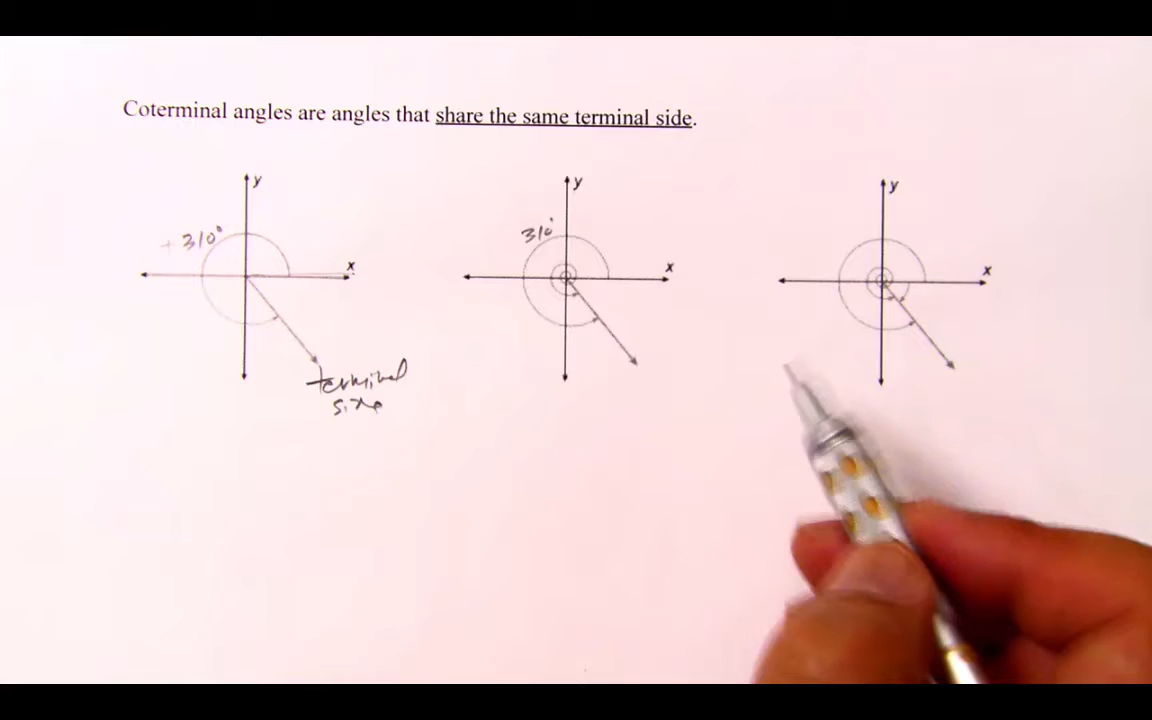 Coterminal angles are angles that share the same terminal side.
y
y
y
+ 310°
310°
x
x
x
terminal
side